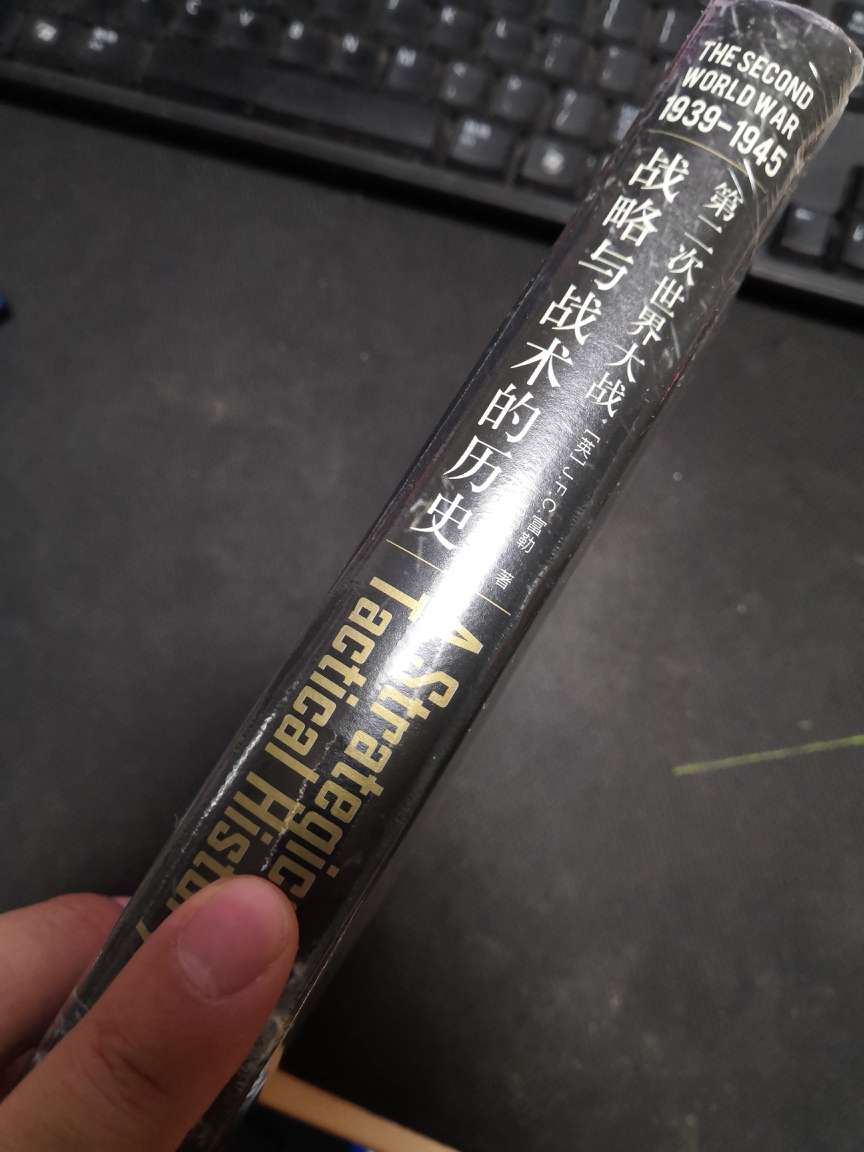 THE SECOND
WORLD WAR
1939-1945
第二次世界大战
战略与战术的历史
[英] J.F.C.富勒 著
A Strategic
Tactical